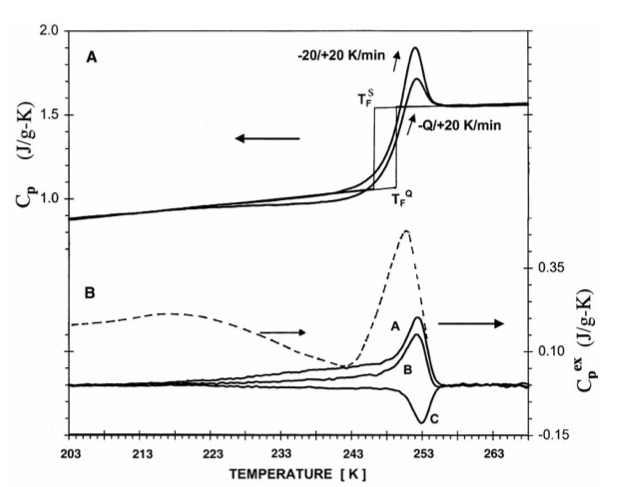 2.0
A
-20/+20 K/min
T_F^S
1.5
-Q/+20 K/min
C_p (J/g-K)
1.0
T_F^Q
0.35
B
A
C_p^ex (J/g-K)
0.10
B
C
-0.15
203 213 223 233 243 253 263
TEMPERATURE [ K ]